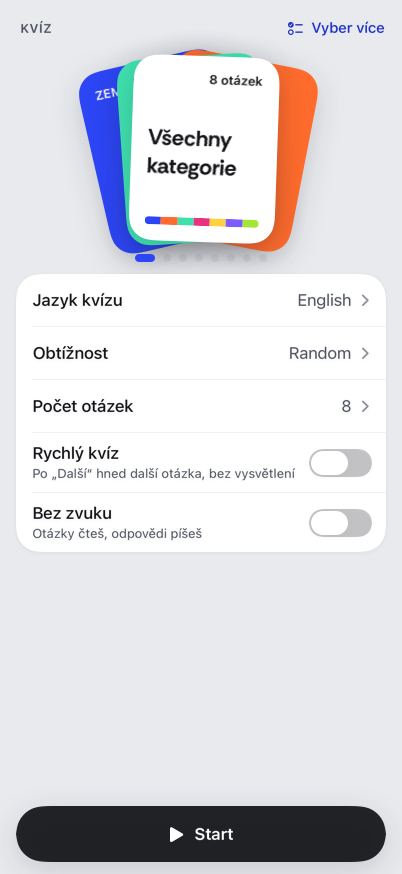 KVÍZ
Vyber více
8 otázek
Všechny
kategorie
Jazyk kvízu English
Obtížnost Random
Počet otázek 8
Rychlý kvíz
Po „Další“ hned další otázka, bez vysvětlení
Bez zvuku
Otázky čteš, odpovědi píšeš
Start